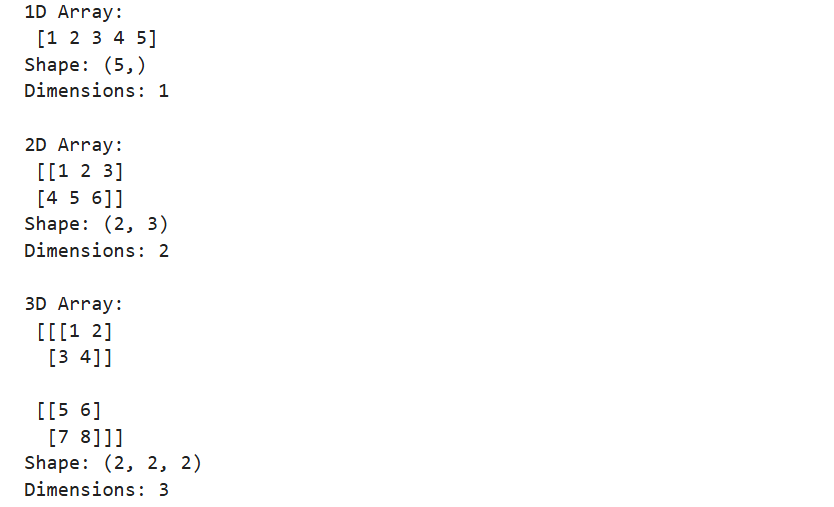 1D Array:
 [1 2 3 4 5]
Shape: (5,)
Dimensions: 1

2D Array:
 [[1 2 3]
 [4 5 6]]
Shape: (2, 3)
Dimensions: 2

3D Array:
 [[[1 2]
  [3 4]]

 [[5 6]
  [7 8]]]
Shape: (2, 2, 2)
Dimensions: 3